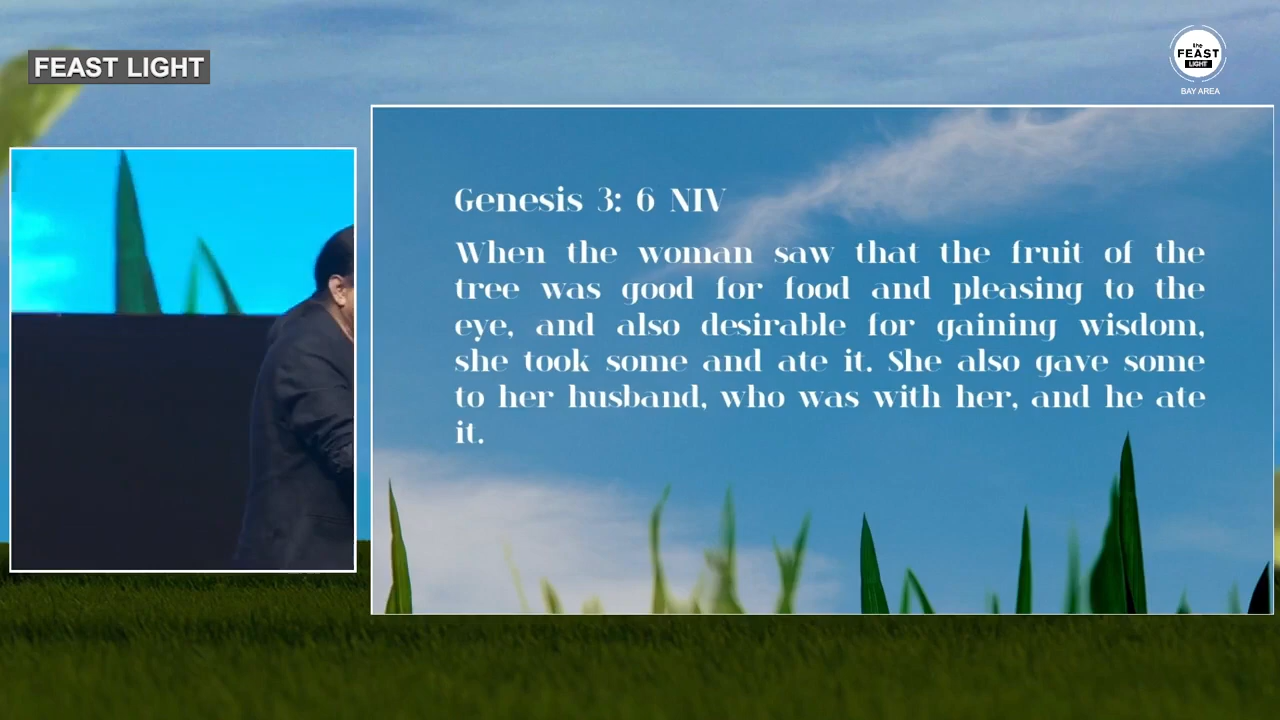 FEAST LIGHT
the
FEAST
LIGHT
BAY AREA
Genesis 3: 6 NIV
When the woman saw that the fruit of the
tree was good for food and pleasing to the
eye, and also desirable for gaining wisdom,
she took some and ate it. She also gave some
to her husband, who was with her, and he ate
it.